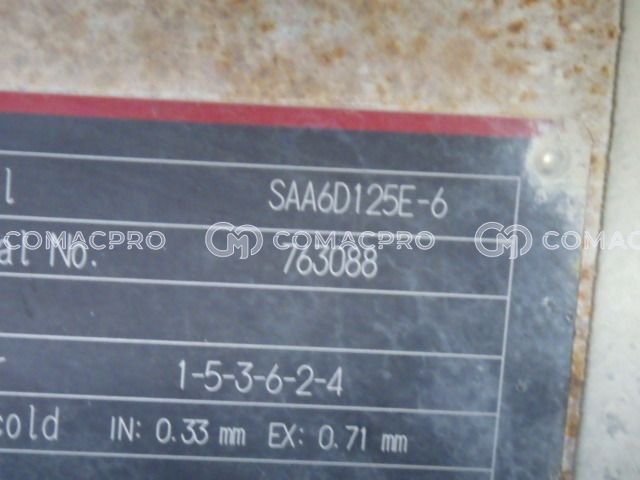 l SAA6D125E-6
COMACPRO COMACPRO COMACPRO
al No. 763088
r 1-5-3-6-2-4
cold IN: 0.33 mm EX: 0.71 mm